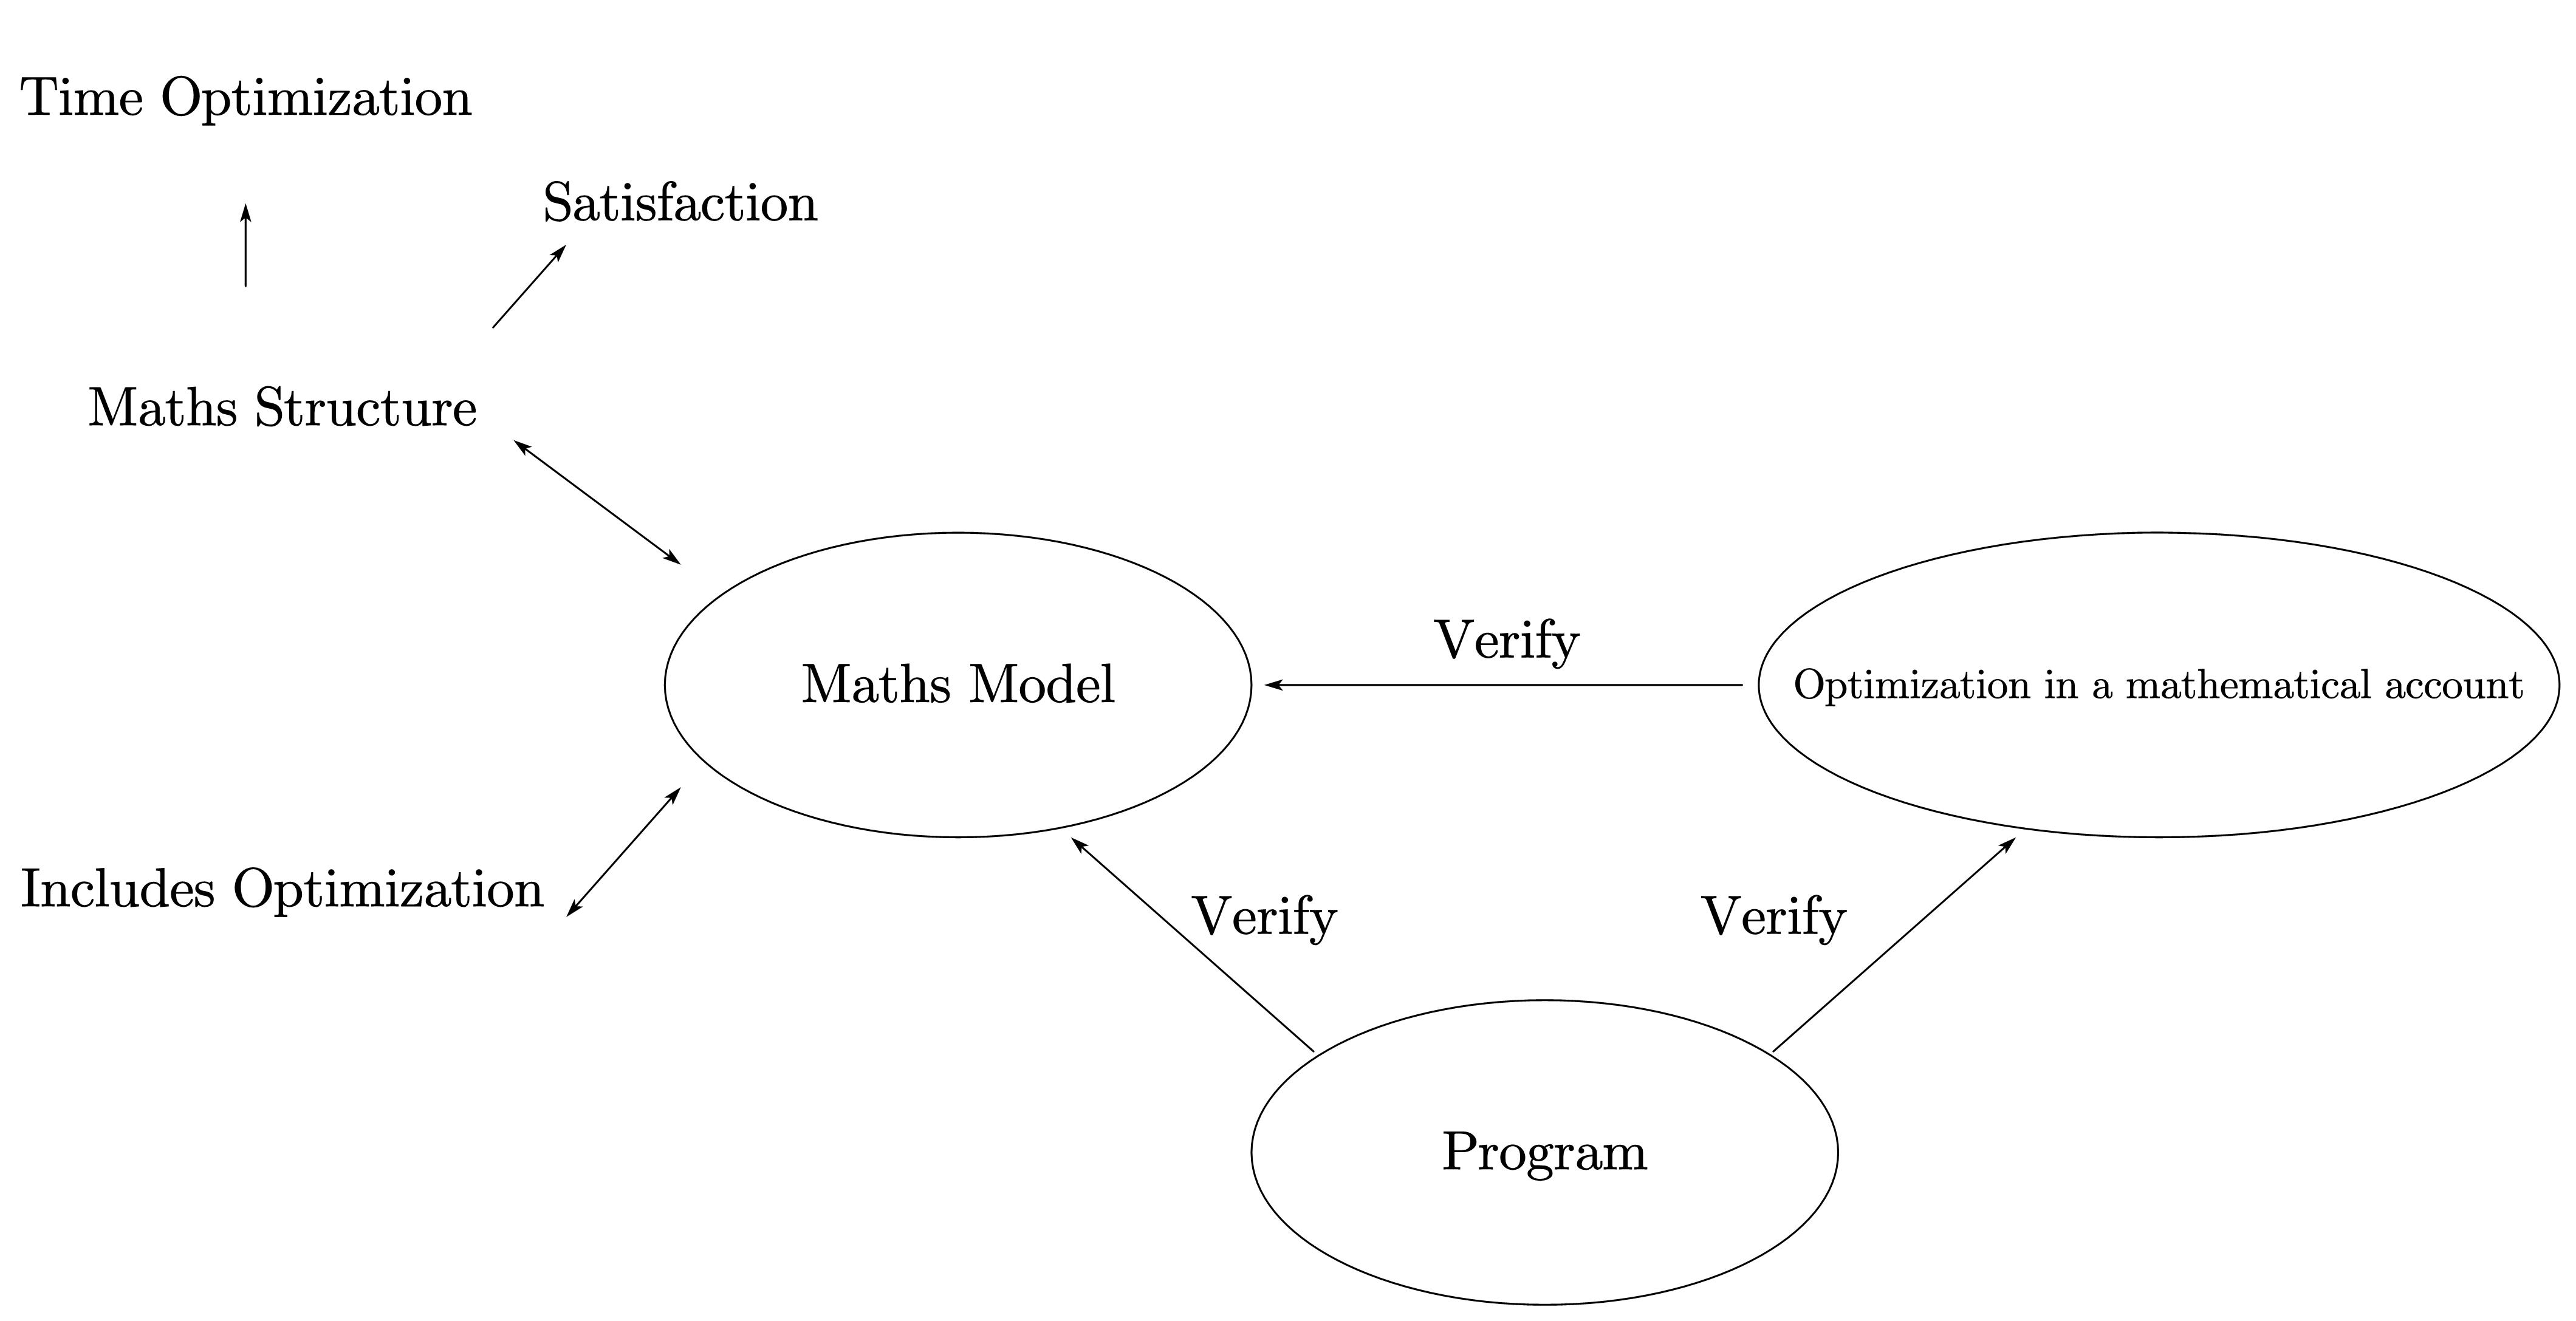 Time Optimization
Satisfaction
Maths Structure
Verify
Maths Model
Optimization in a mathematical account
Includes Optimization
Verify
Verify
Program